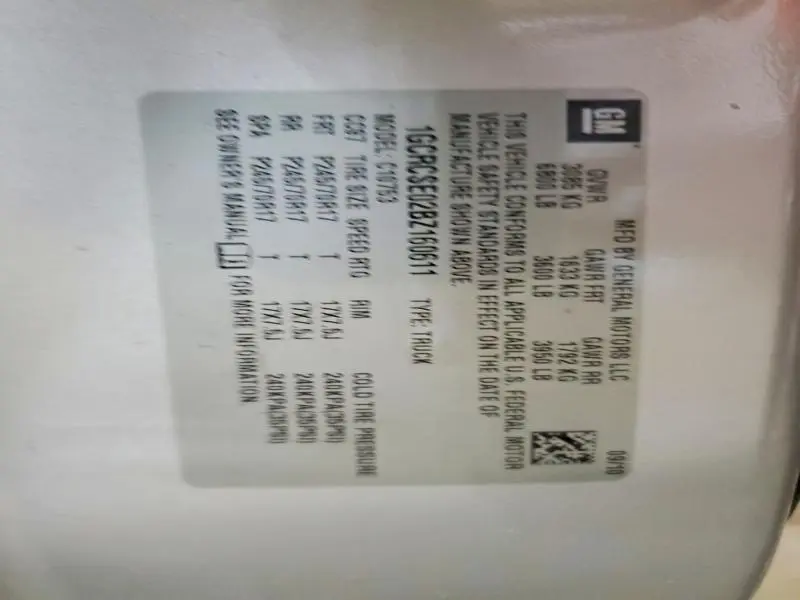 GM
MFD BY GENERAL MOTORS LLC 09/10
GVWR GAWR FRT GAWR RR
3085 KG 1633 KG 1792 KG
6800 LB 3600 LB 3950 LB
THIS VEHICLE CONFORMS TO ALL APPLICABLE U.S. FEDERAL MOTOR
VEHICLE SAFETY STANDARDS IN EFFECT ON THE DATE OF
MANUFACTURE SHOWN ABOVE.
1GCRCSE02BZ160611 TYPE: TRUCK
MODEL: C10753
CC87 TIRE SIZE SPEED RTG RIM COLD TIRE PRESSURE
FRT P245/70R17 T 17X7.5J 240KPA(35PSI)
RR P245/70R17 T 17X7.5J 240KPA(35PSI)
SPA P245/70R17 T 17X7.5J 240KPA(35PSI)
SEE OWNER'S MANUAL FOR MORE INFORMATION